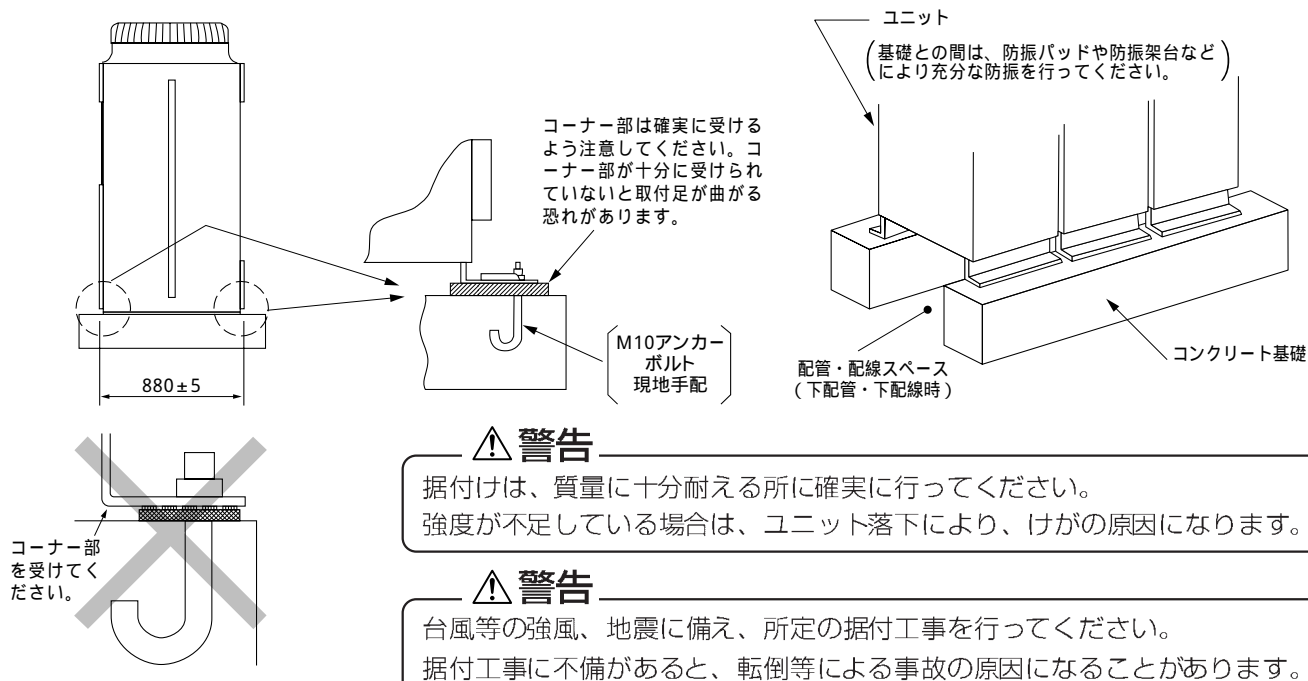 ユニット
(基礎との間は、防振パッドや防振架台など
により充分な防振を行ってください。)
コーナー部は確実に受ける
よう注意してください。コ
ーナー部が十分に受けられ
ていないと取付足が曲がる
恐れがあります。
M10アンカー
ボルト
現地手配
880±5
配管・配線スペース
(下配管・下配線時)
コンクリート基礎
コーナー部
を受けてく
ださい。
警告
据付けは、質量に十分耐える所に確実に行ってください。
強度が不足している場合は、ユニット落下により、けがの原因になります。
警告
台風等の強風、地震に備え、所定の据付工事を行ってください。
据付工事に不備があると、転倒等による事故の原因になることがあります。